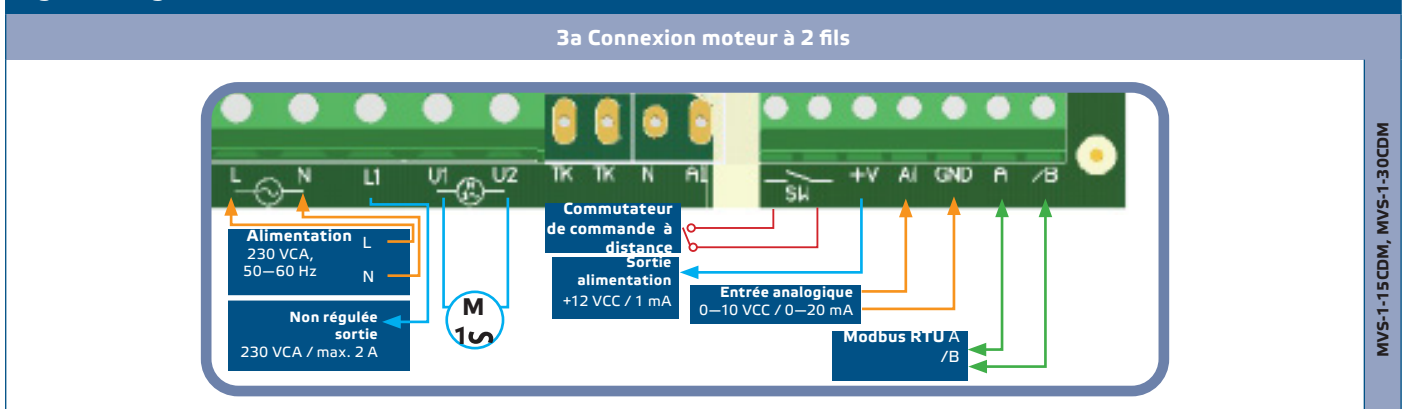 3a Connexion moteur à 2 fils
L N L1 U1 U2 TK TK N SW +V AI GND A /B
Alimentation L
230 VCA,
50—60 Hz
N
Non régulée
sortie
230 VCA / max. 2 A
M
Commutateur
de commande à
distance
Sortie
alimentation
+12 VCC / 1 mA
Entrée analogique
0—10 VCC / 0—20 mA
Modbus RTU A
/B
MVS-1-15CDM, MVS-1-30CDM